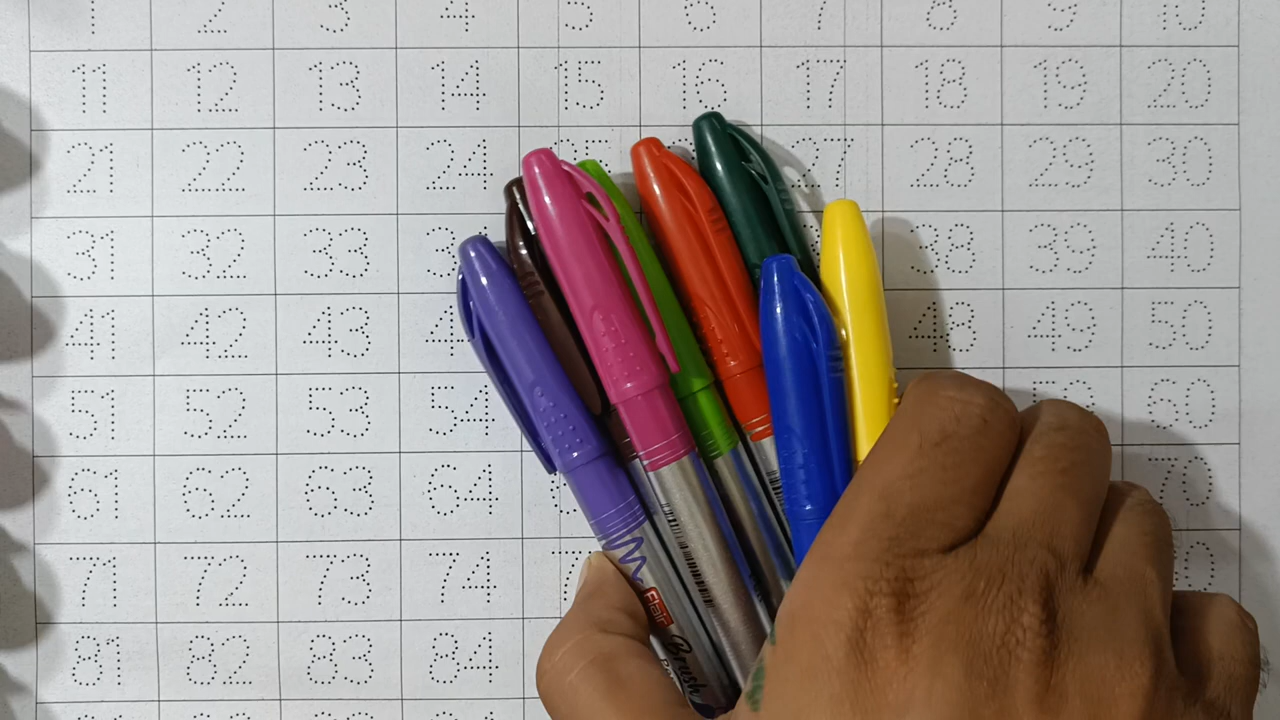 1 2 3 4 5 6 7 8 9 10
11 12 13 14 15 16 17 18 19 20
21 22 23 24 27 28 29 30
31 32 33 38 39 40
41 42 43 48 49 50
51 52 53 54 59 60
61 62 63 64 70
71 72 73 74
81 82 83 84
Flair
Brush